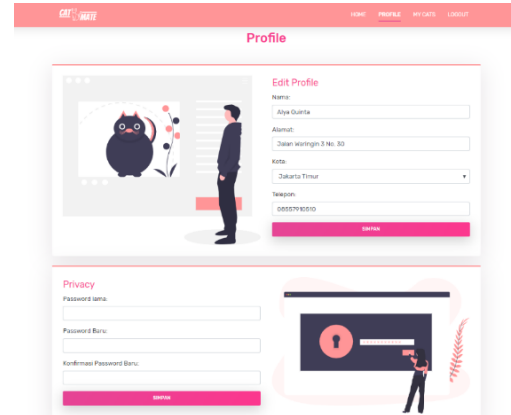 CAT MATE
HOME PROFILE MY CATS LOGOUT
Profile
Edit Profile
Nama:
Alya Guinta
Alamat:
Jalan Waringin 3 No. 30
Kota:
Jakarta Timur
Telepon:
08557910510
SIMPAN
Privacy
Password lama:
Password Baru:
Konfirmasi Password Baru:
SIMPAN